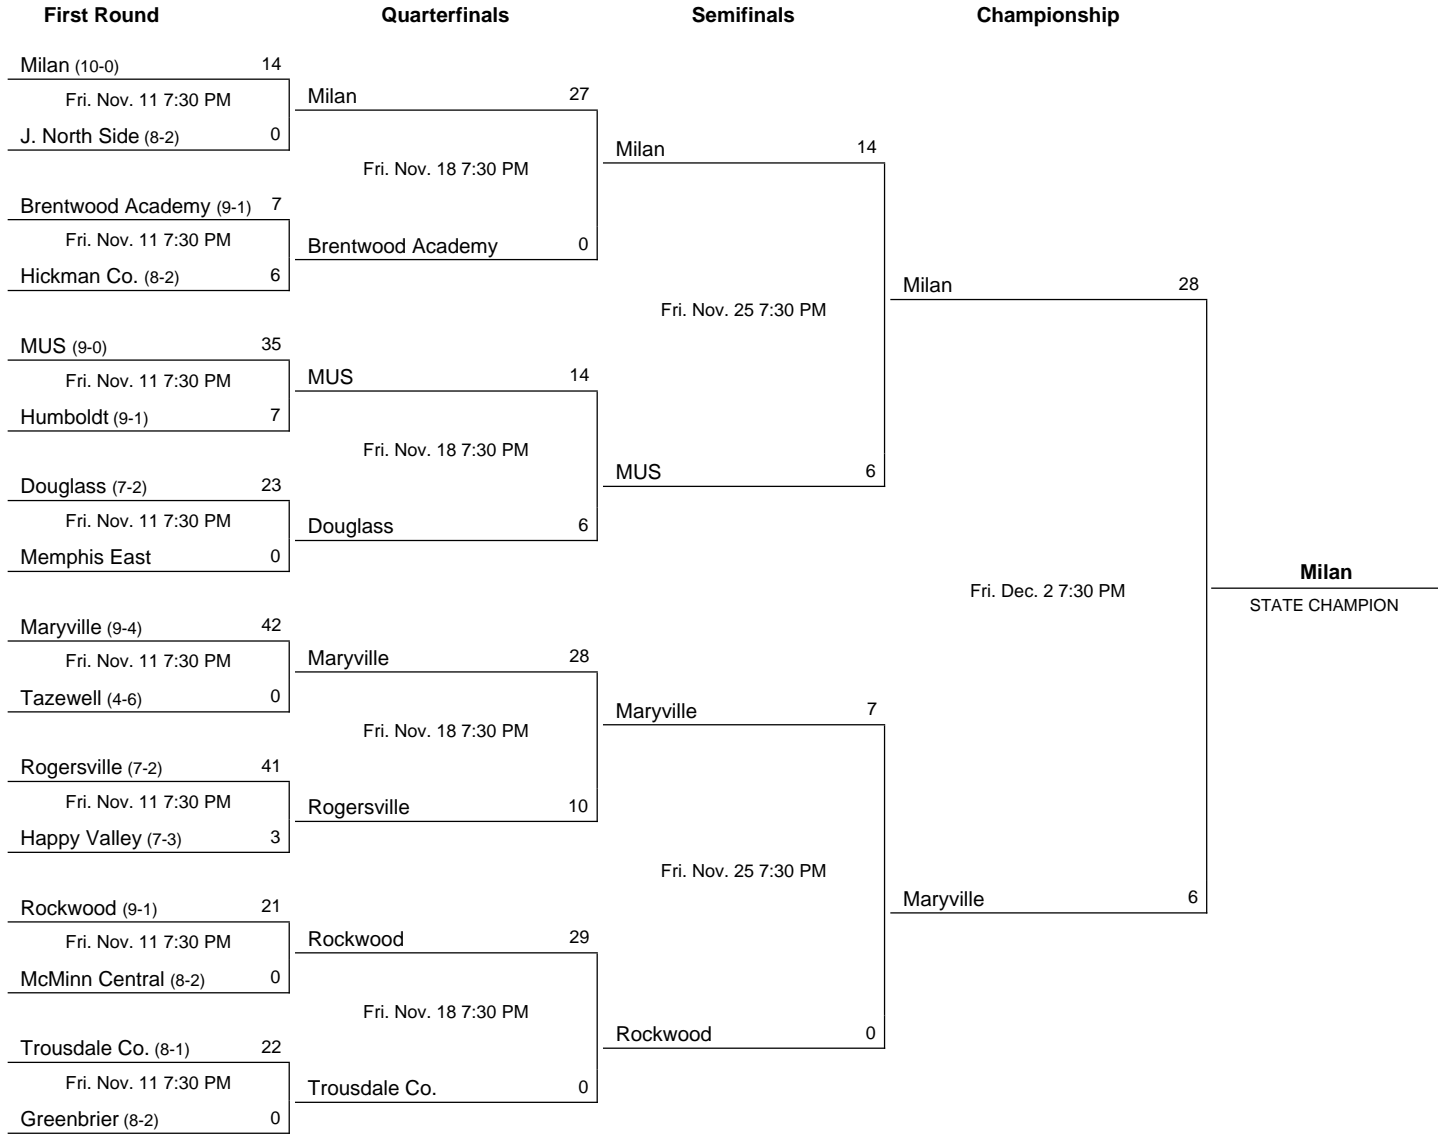 First Round Quarterfinals Semifinals Championship
Milan (10-0) 14
Fri. Nov. 11 7:30 PM
J. North Side (8-2) 0
Brentwood Academy (9-1) 7
Fri. Nov. 11 7:30 PM
Hickman Co. (8-2) 6
MUS (9-0) 35
Fri. Nov. 11 7:30 PM
Humboldt (9-1) 7
Douglass (7-2) 23
Fri. Nov. 11 7:30 PM
Memphis East 0
Maryville (9-4) 42
Fri. Nov. 11 7:30 PM
Tazewell (4-6) 0
Rogersville (7-2) 41
Fri. Nov. 11 7:30 PM
Happy Valley (7-3) 3
Rockwood (9-1) 21
Fri. Nov. 11 7:30 PM
McMinn Central (8-2) 0
Trousdale Co. (8-1) 22
Fri. Nov. 11 7:30 PM
Greenbrier (8-2) 0
Milan 27
Fri. Nov. 18 7:30 PM
Brentwood Academy 0
MUS 14
Fri. Nov. 18 7:30 PM
Douglass 6
Maryville 28
Fri. Nov. 18 7:30 PM
Rogersville 10
Rockwood 29
Fri. Nov. 18 7:30 PM
Trousdale Co. 0
Milan 14
Fri. Nov. 25 7:30 PM
MUS 6
Maryville 7
Fri. Nov. 25 7:30 PM
Rockwood 0
Milan 28
Fri. Dec. 2 7:30 PM
Maryville 6
Milan
STATE CHAMPION